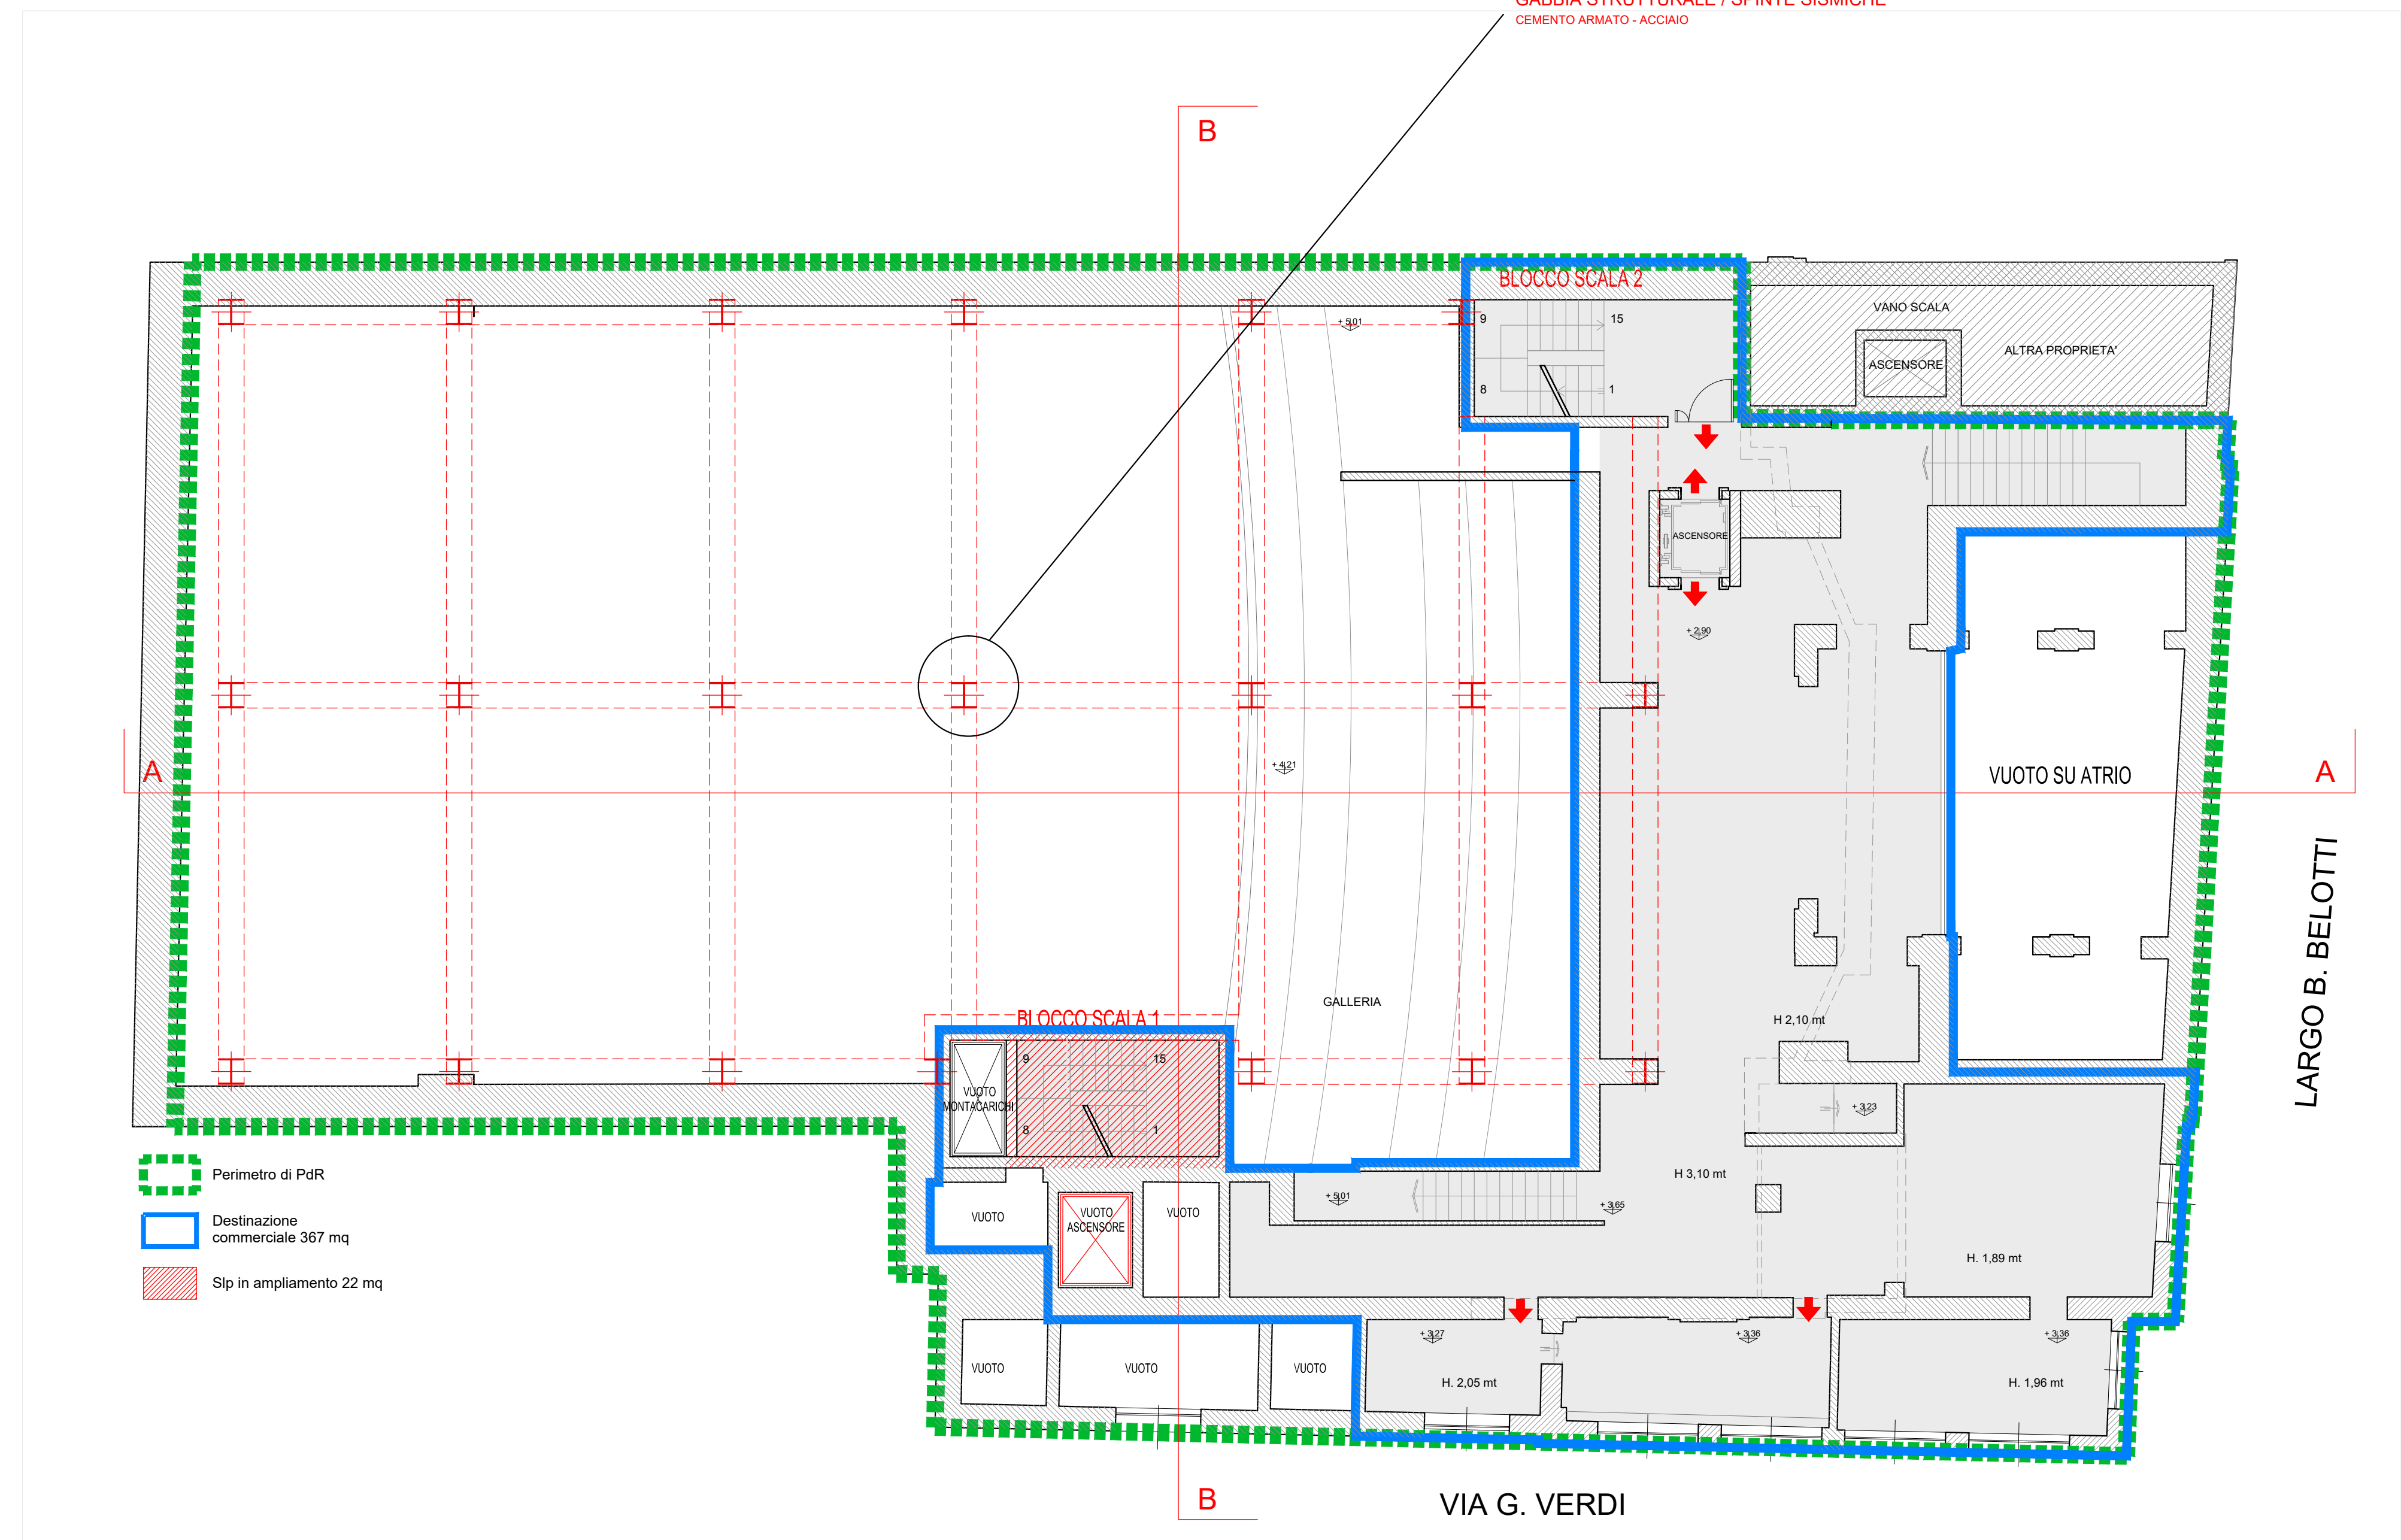 GABBIA STRUTTURALE / SPINTE SISMICHE
CEMENTO ARMATO - ACCIAIO
B
BLOCCO SCALA 2
9
15
8
1
+ 5,01
VANO SCALA
ALTRA PROPRIETA'
ASCENSORE
ASCENSORE
+ 2,90
A
A
+ 4,21
VUOTO SU ATRIO
LARGO B. BELOTTI
GALLERIA
BLOCCO SCALA 1
9
15
8
1
VUOTO
MONTACARICHI
H 2,10 mt
+ 3,23
H 3,10 mt
Perimetro di PdR
Destinazione
commerciale 367 mq
Slp in ampliamento 22 mq
VUOTO
VUOTO
ASCENSORE
VUOTO
+ 5,01
+ 3,65
H. 1,89 mt
+ 3,27
+ 3,36
+ 3,36
VUOTO
VUOTO
VUOTO
H. 2,05 mt
H. 1,96 mt
B
VIA G. VERDI